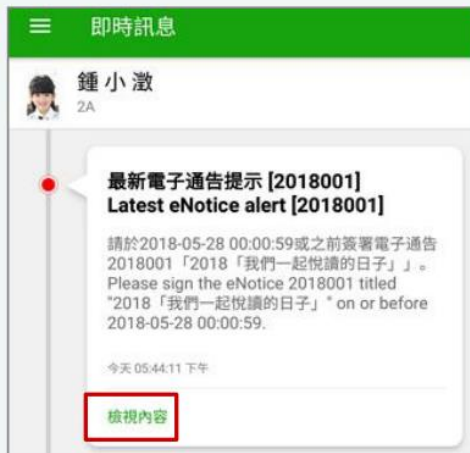 即時訊息
鍾小澂
2A
最新電子通告提示 [2018001]
Latest eNotice alert [2018001]
請於2018-05-28 00:00:59或之前簽署電子通告
2018001「2018「我們一起悅讀的日子」」。
Please sign the eNotice 2018001 titled
"2018「我們一起悅讀的日子」" on or before
2018-05-28 00:00:59.
今天 05:44:11 下午
檢視內容